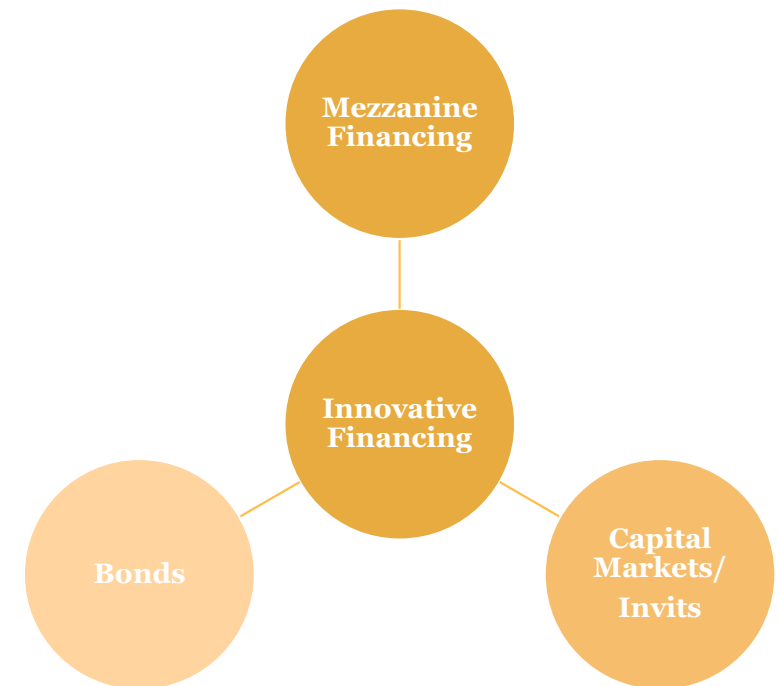 Mezzanine
Financing
Innovative
Financing
Bonds
Capital
Markets/
Invits